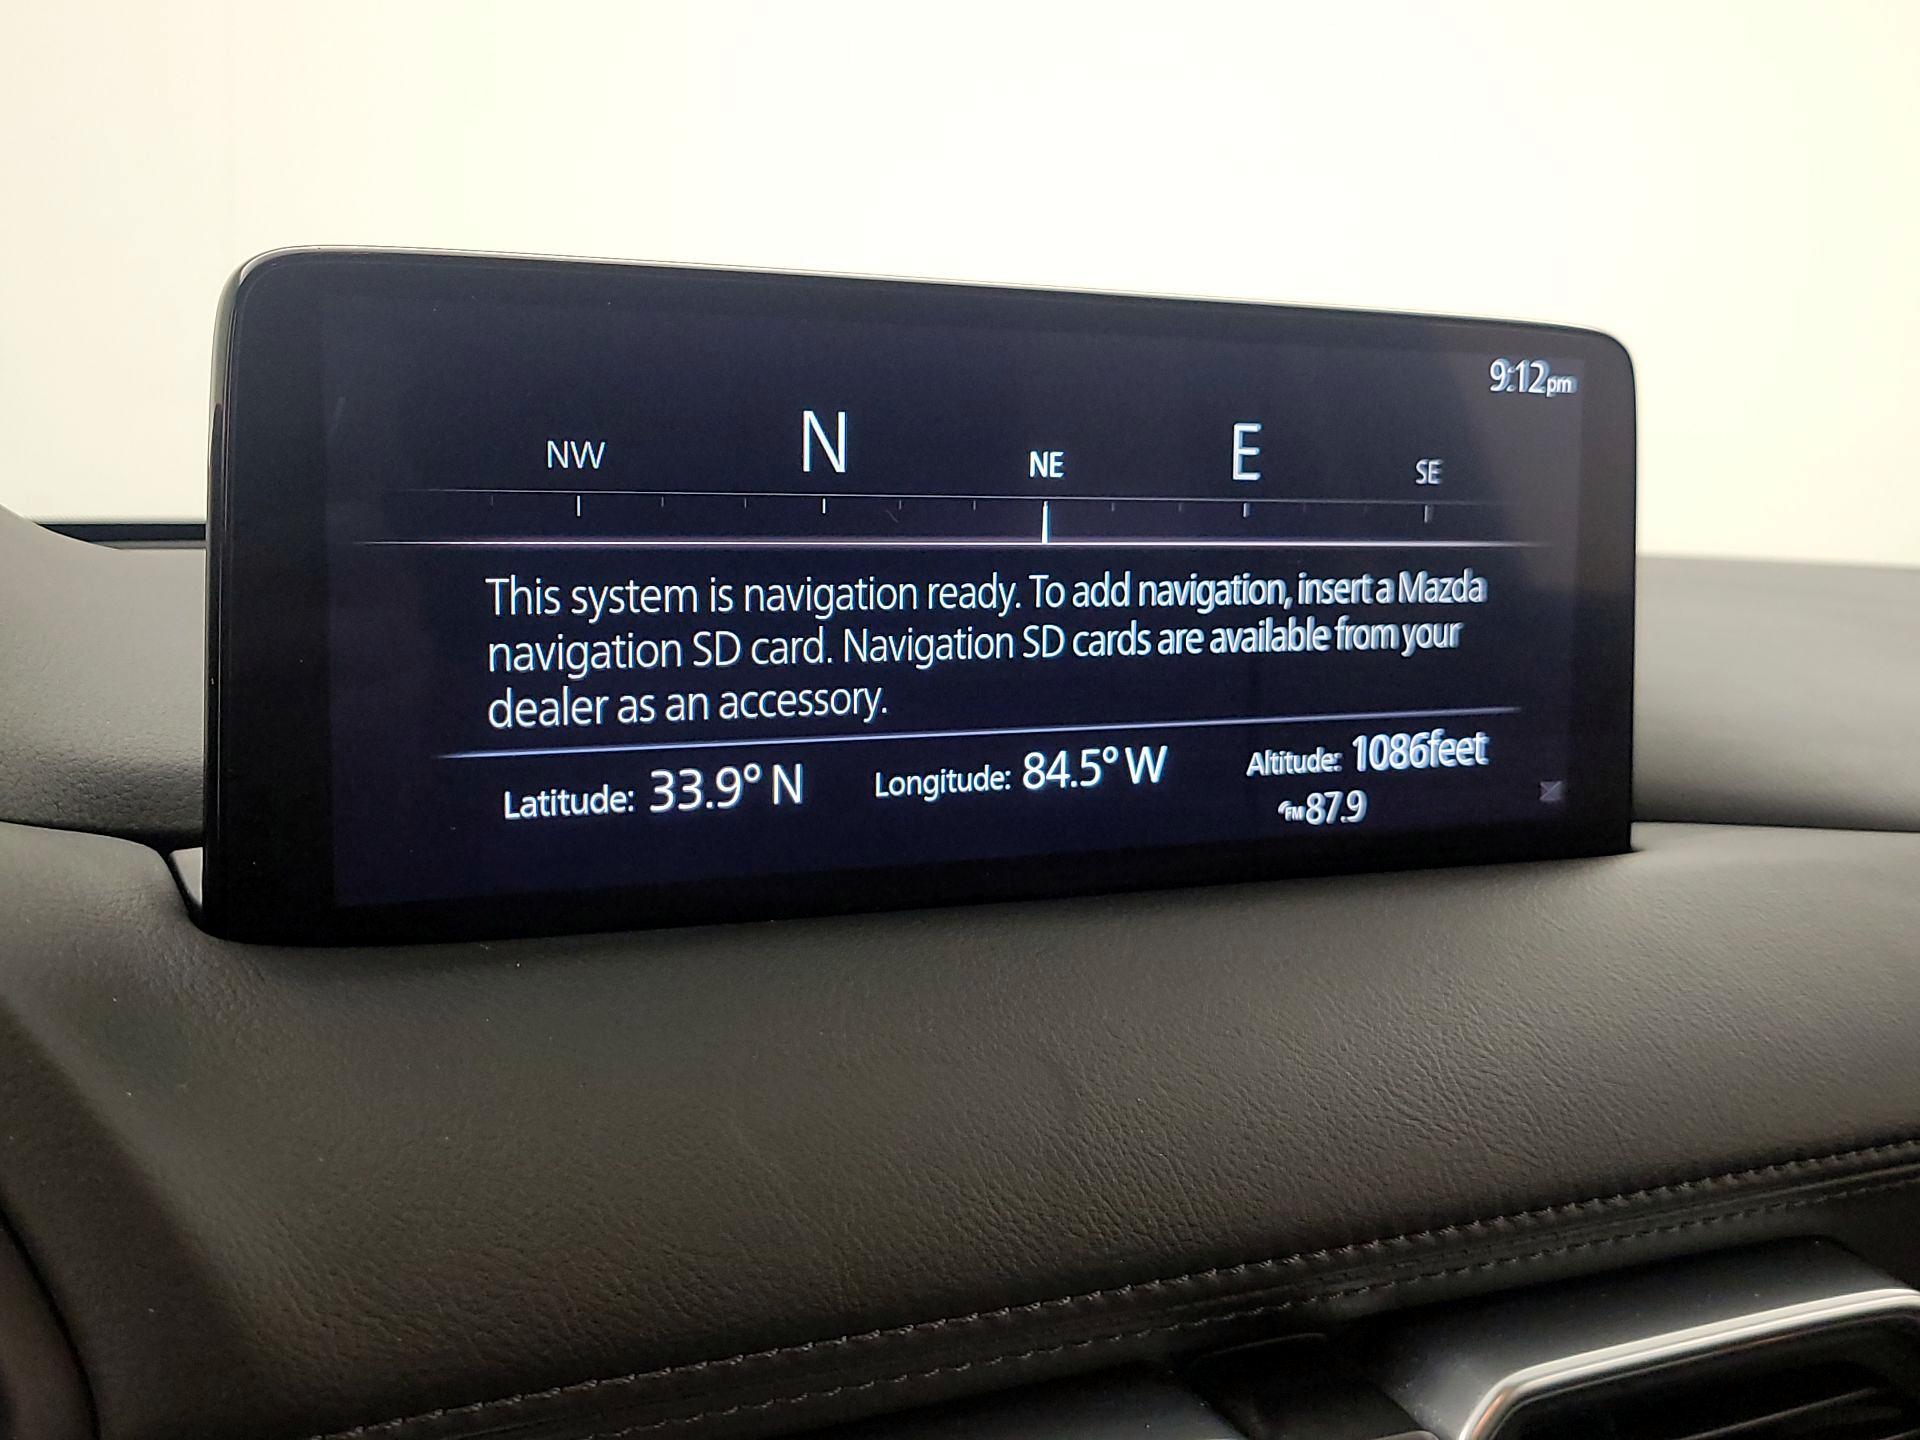 9:12pm
NW N NE E SE
This system is navigation ready. To add navigation, insert a Mazda
navigation SD card. Navigation SD cards are available from your
dealer as an accessory.
Latitude: 33.9° N Longitude: 84.5° W Altitude: 1086feet
FM 87.9